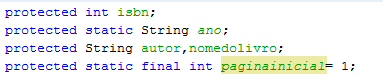 protected int isbn;
protected static String ano;
protected String autor,nomedolivro;
protected static final int paginainicial= 1;